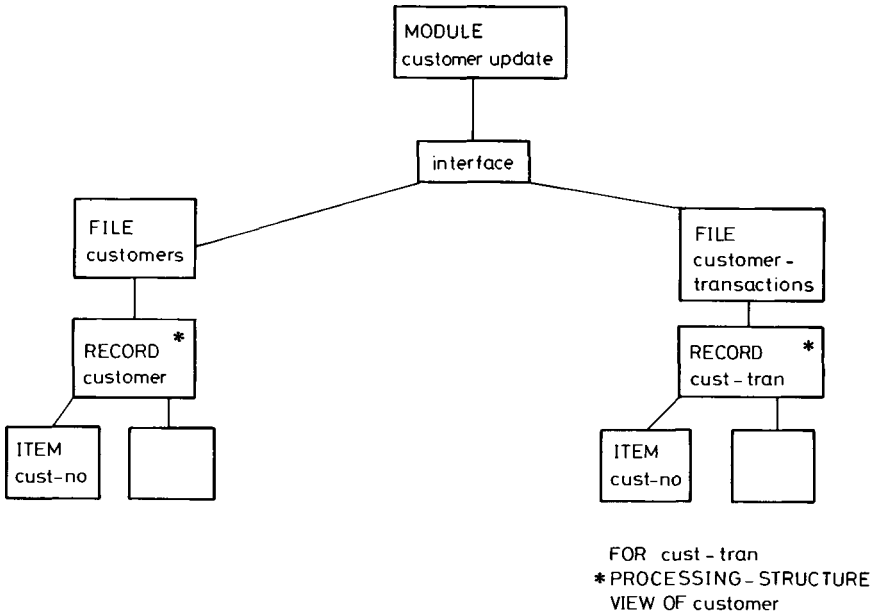 MODULE
customer update
interface
FILE
customers
FILE
customer-
transactions
RECORD *
customer
RECORD *
cust-tran
ITEM
cust-no
ITEM
cust-no
FOR cust-tran
* PROCESSING-STRUCTURE
VIEW OF customer